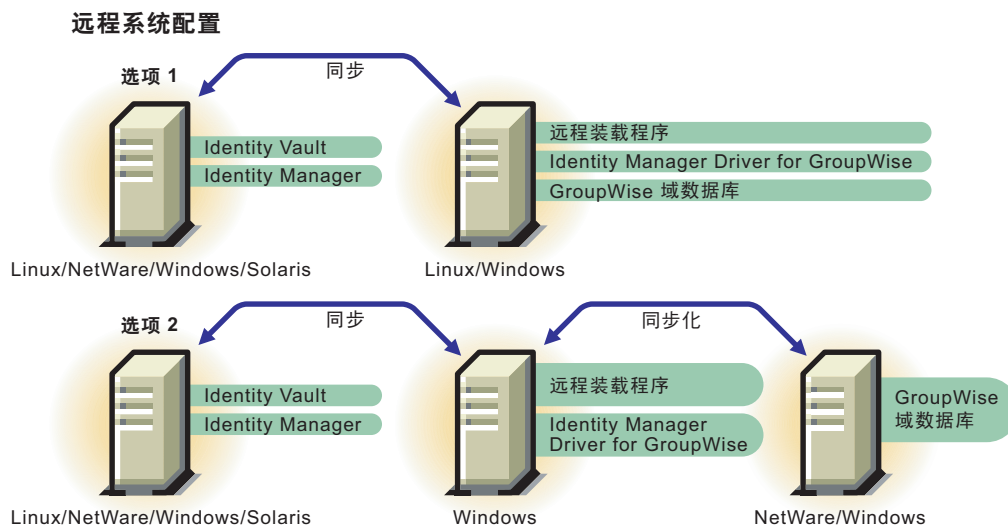 远程系统配置
选项 1
同步
Identity Vault
Identity Manager
远程装载程序
Identity Manager Driver for GroupWise
GroupWise 域数据库
Linux/NetWare/Windows/Solaris
Linux/Windows
选项 2
同步
同步化
Identity Vault
Identity Manager
远程装载程序
Identity Manager
Driver for GroupWise
GroupWise
域数据库
Linux/NetWare/Windows/Solaris
Windows
NetWare/Windows